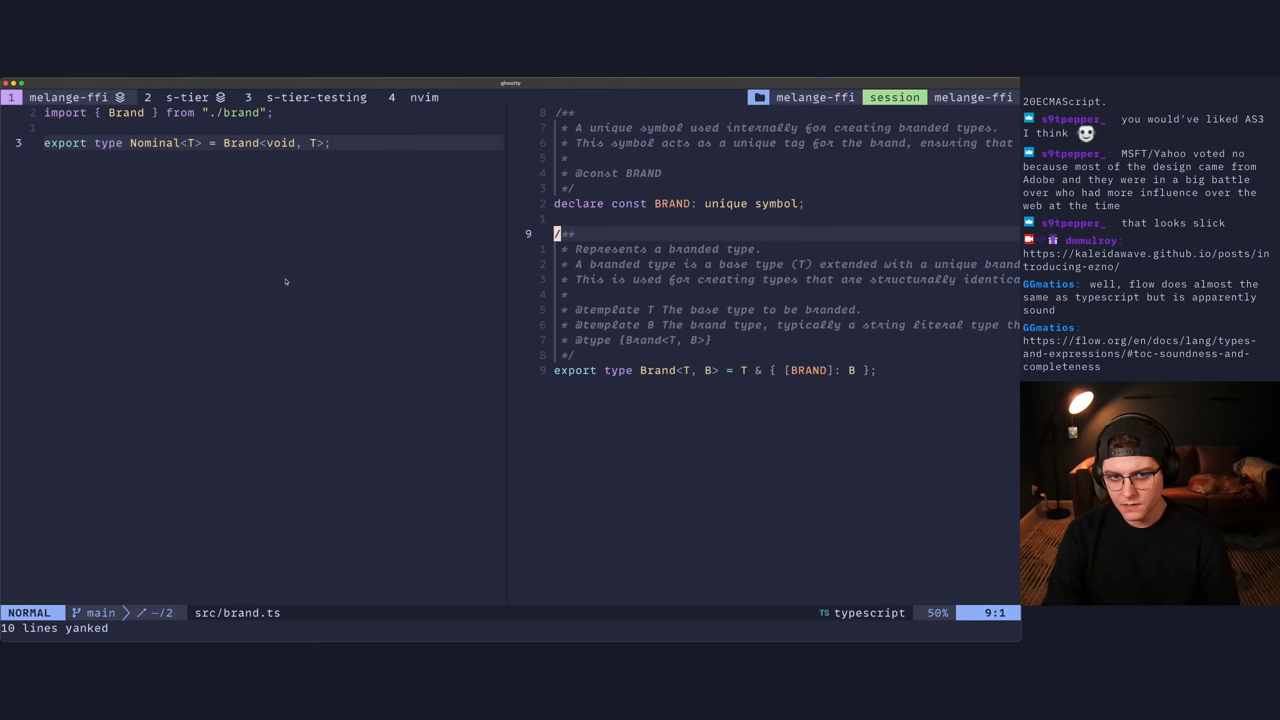 ghostty
1 melange-ffi 2 s-tier 3 s-tier-testing 4 nvim
melange-ffi session melange-ffi
2 import { Brand } from "./brand";
1
3 export type Nominal<T> = Brand<void, T>;
8 /**
7 * A unique symbol used internally for creating branded types.
6 * This symbol acts as a unique tag for the brand, ensuring that
5 *
4 * @const BRAND
3 */
2 declare const BRAND: unique symbol;
1
9 /**
1 * Represents a branded type.
2 * A branded type is a base type (T) extended with a unique brand
3 * This is used for creating types that are structurally identica
4 *
5 * @template T The base type to be branded.
6 * @template B The brand type, typically a string literal type th
7 * @type {Brand<T, B>}
8 */
9 export type Brand<T, B> = T & { [BRAND]: B };
NORMAL main −/2 src/brand.ts TS typescript 50% 9:1
10 lines yanked
20ECMAScript.
s9tpepper_: you would've liked AS3
I think
s9tpepper_: MSFT/Yahoo voted no
because most of the design came from
Adobe and they were in a big battle
over who had more influence over the
web at the time
s9tpepper_: that looks slick
dmmulroy:
https://kaleidawave.github.io/posts/in
troducing-ezno/
GGmatios: well, flow does almost the
same as typescript but is apparently
sound
GGmatios:
https://flow.org/en/docs/lang/types-
and-expressions/#toc-soundness-and-
completeness